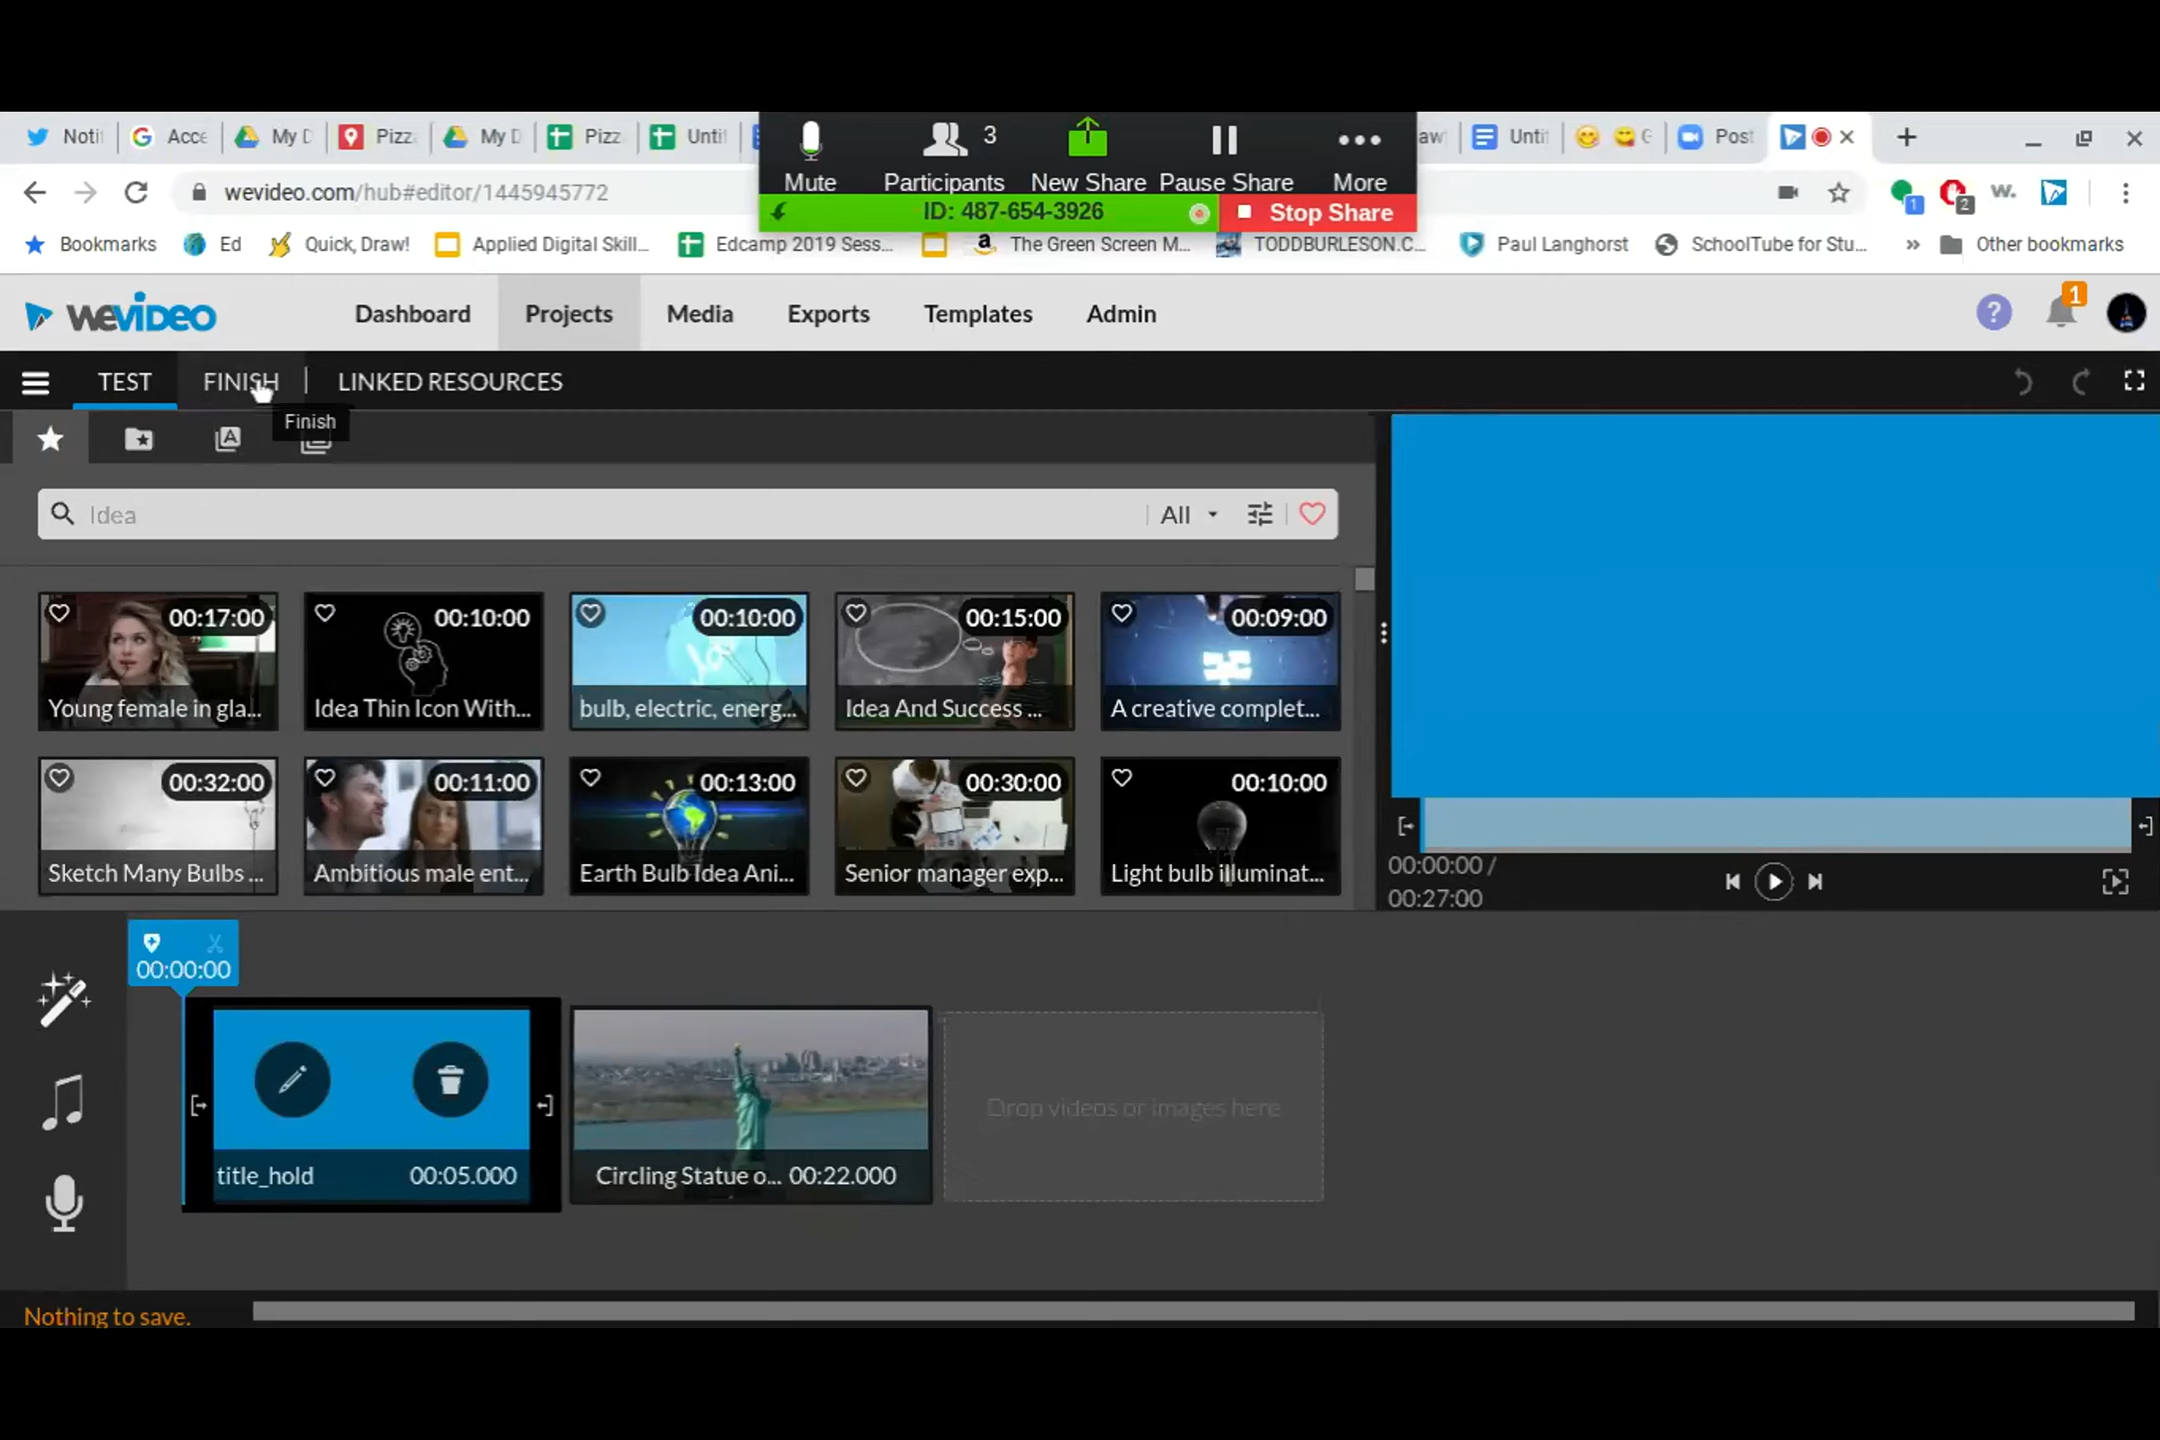 Noti
Acce
My D
Pizz
My D
Pizz
Unti
Unti
Post
Mute
Participants
3
New Share
Pause Share
More
ID: 487-654-3926
Stop Share
wevideo.com/hub#editor/1445945772
1
2
w.
Bookmarks
Ed
Quick, Draw!
Applied Digital Skill...
Edcamp 2019 Sess...
The Green Screen M...
TODDBURLESON.C...
Paul Langhorst
SchoolTube for Stu...
Other bookmarks
WeVideo
Dashboard
Projects
Media
Exports
Templates
Admin
?
1
TEST
FINISH
LINKED RESOURCES
Finish
Idea
All
00:17:00
00:10:00
00:10:00
00:15:00
00:09:00
Young female in gla...
Idea Thin Icon With...
bulb, electric, energ...
Idea And Success ...
A creative complet...
00:32:00
00:11:00
00:13:00
00:30:00
00:10:00
Sketch Many Bulbs ...
Ambitious male ent...
Earth Bulb Idea Ani...
Senior manager exp...
Light bulb illuminat...
00:00:00 /
00:27:00
00:00:00
title_hold 00:05.000
Circling Statue o... 00:22.000
Drop videos or images here
Nothing to save.